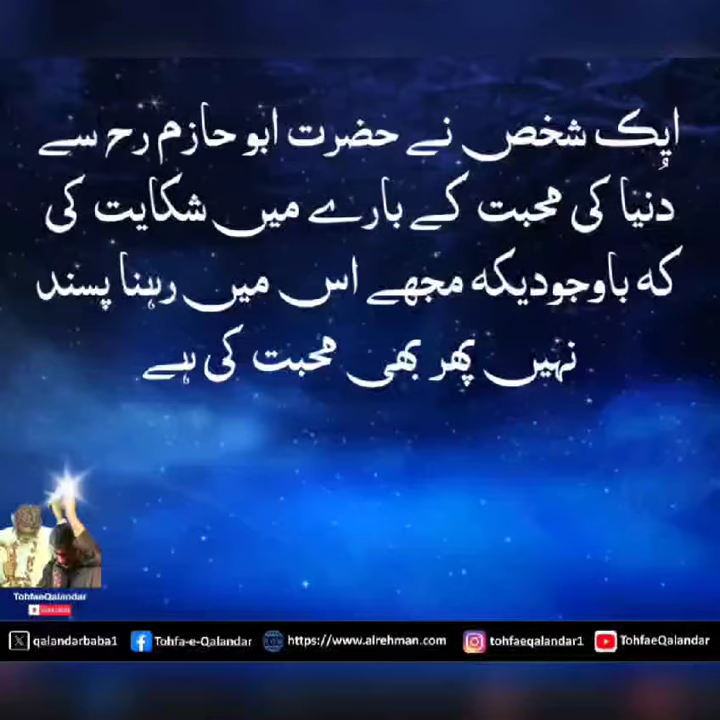 ایک شخص نے حضرت ابو حازم رح سے
دُنیا کی محبت کے بارے میں شکایت کی
کہ باوجودیکہ مجھے اس میں رہنا پسند
نہیں پھر بھی محبت کی ہے
TohfaeQalandar
qalandarbaba1 Tohfa-e-Qalandar https://www.alrehman.com tohfaeqalandar1 TohfaeQalandar